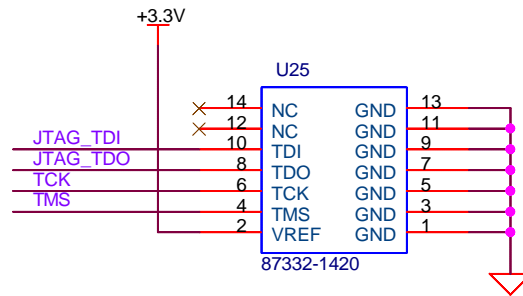 +3.3V
U25
14 NC GND 13
12 NC GND 11
JTAG_TDI 10 TDI GND 9
JTAG_TDO 8 TDO GND 7
TCK 6 TCK GND 5
TMS 4 TMS GND 3
2 VREF GND 1
87332-1420